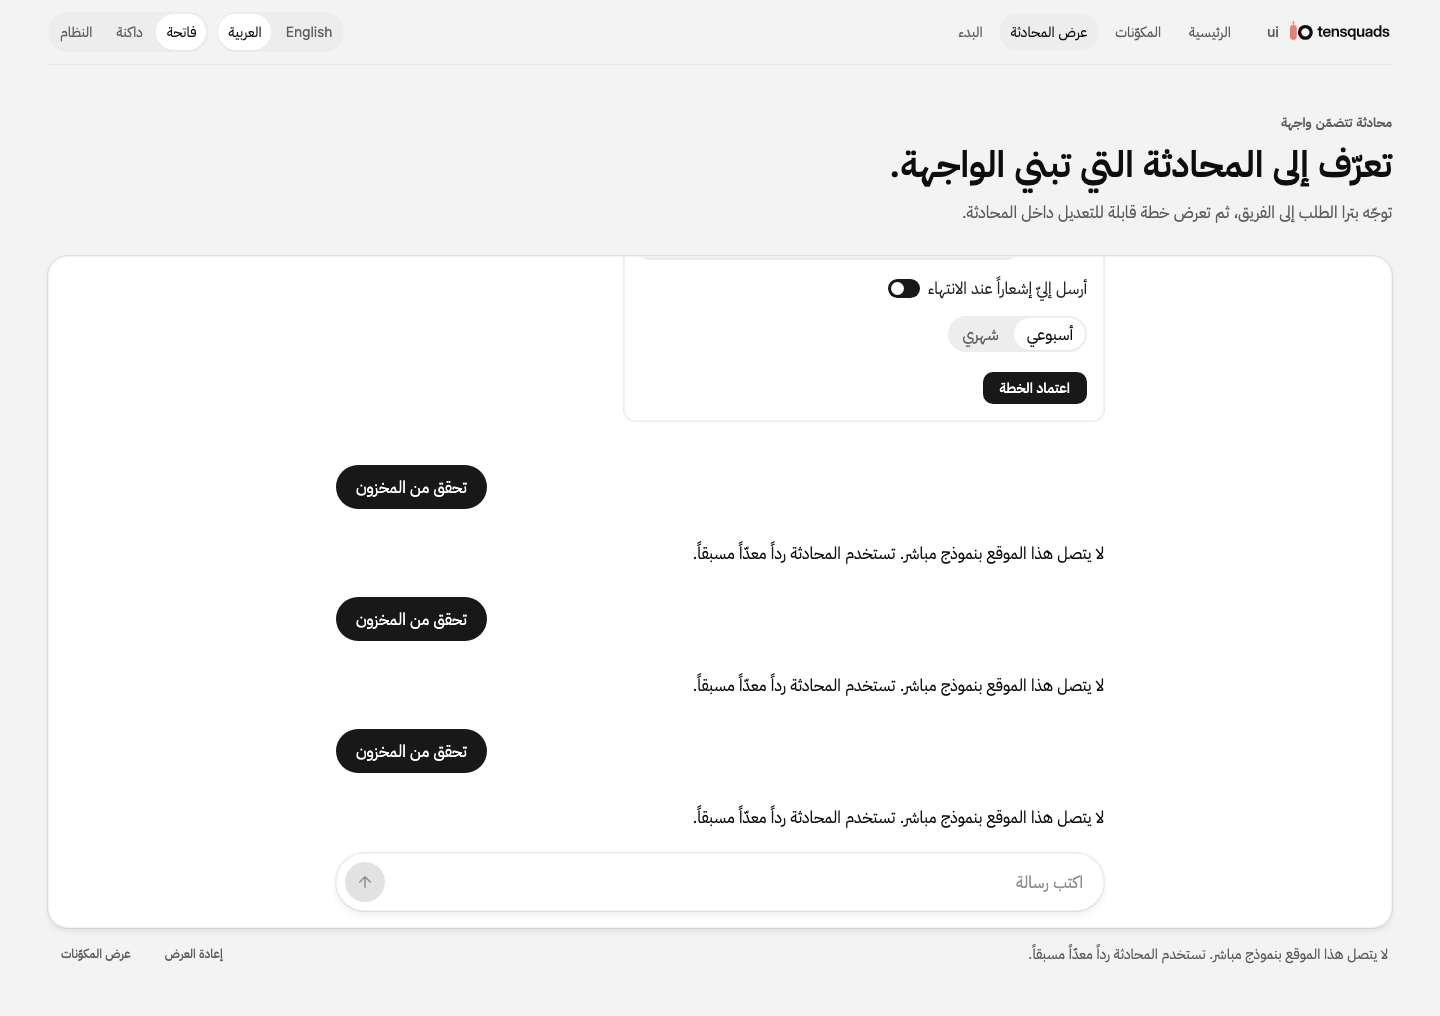 tensquads ui
الرئيسية
المكوّنات
عرض المحادثة
البدء
English
العربية
فاتحة
داكنة
النظام
محادثة تتضمّن واجهة
تعرّف إلى المحادثة التي تبني الواجهة.
توجّه بترا الطلب إلى الفريق، ثم تعرض خطة قابلة للتعديل داخل المحادثة.
أرسل إليّ إشعاراً عند الانتهاء
أسبوعي
شهري
اعتماد الخطة
تحقق من المخزون
لا يتصل هذا الموقع بنموذج مباشر. تستخدم المحادثة رداً معدّاً مسبقاً.
تحقق من المخزون
لا يتصل هذا الموقع بنموذج مباشر. تستخدم المحادثة رداً معدّاً مسبقاً.
تحقق من المخزون
لا يتصل هذا الموقع بنموذج مباشر. تستخدم المحادثة رداً معدّاً مسبقاً.
اكتب رسالة
لا يتصل هذا الموقع بنموذج مباشر. تستخدم المحادثة رداً معدّاً مسبقاً.
إعادة العرض
عرض المكوّنات